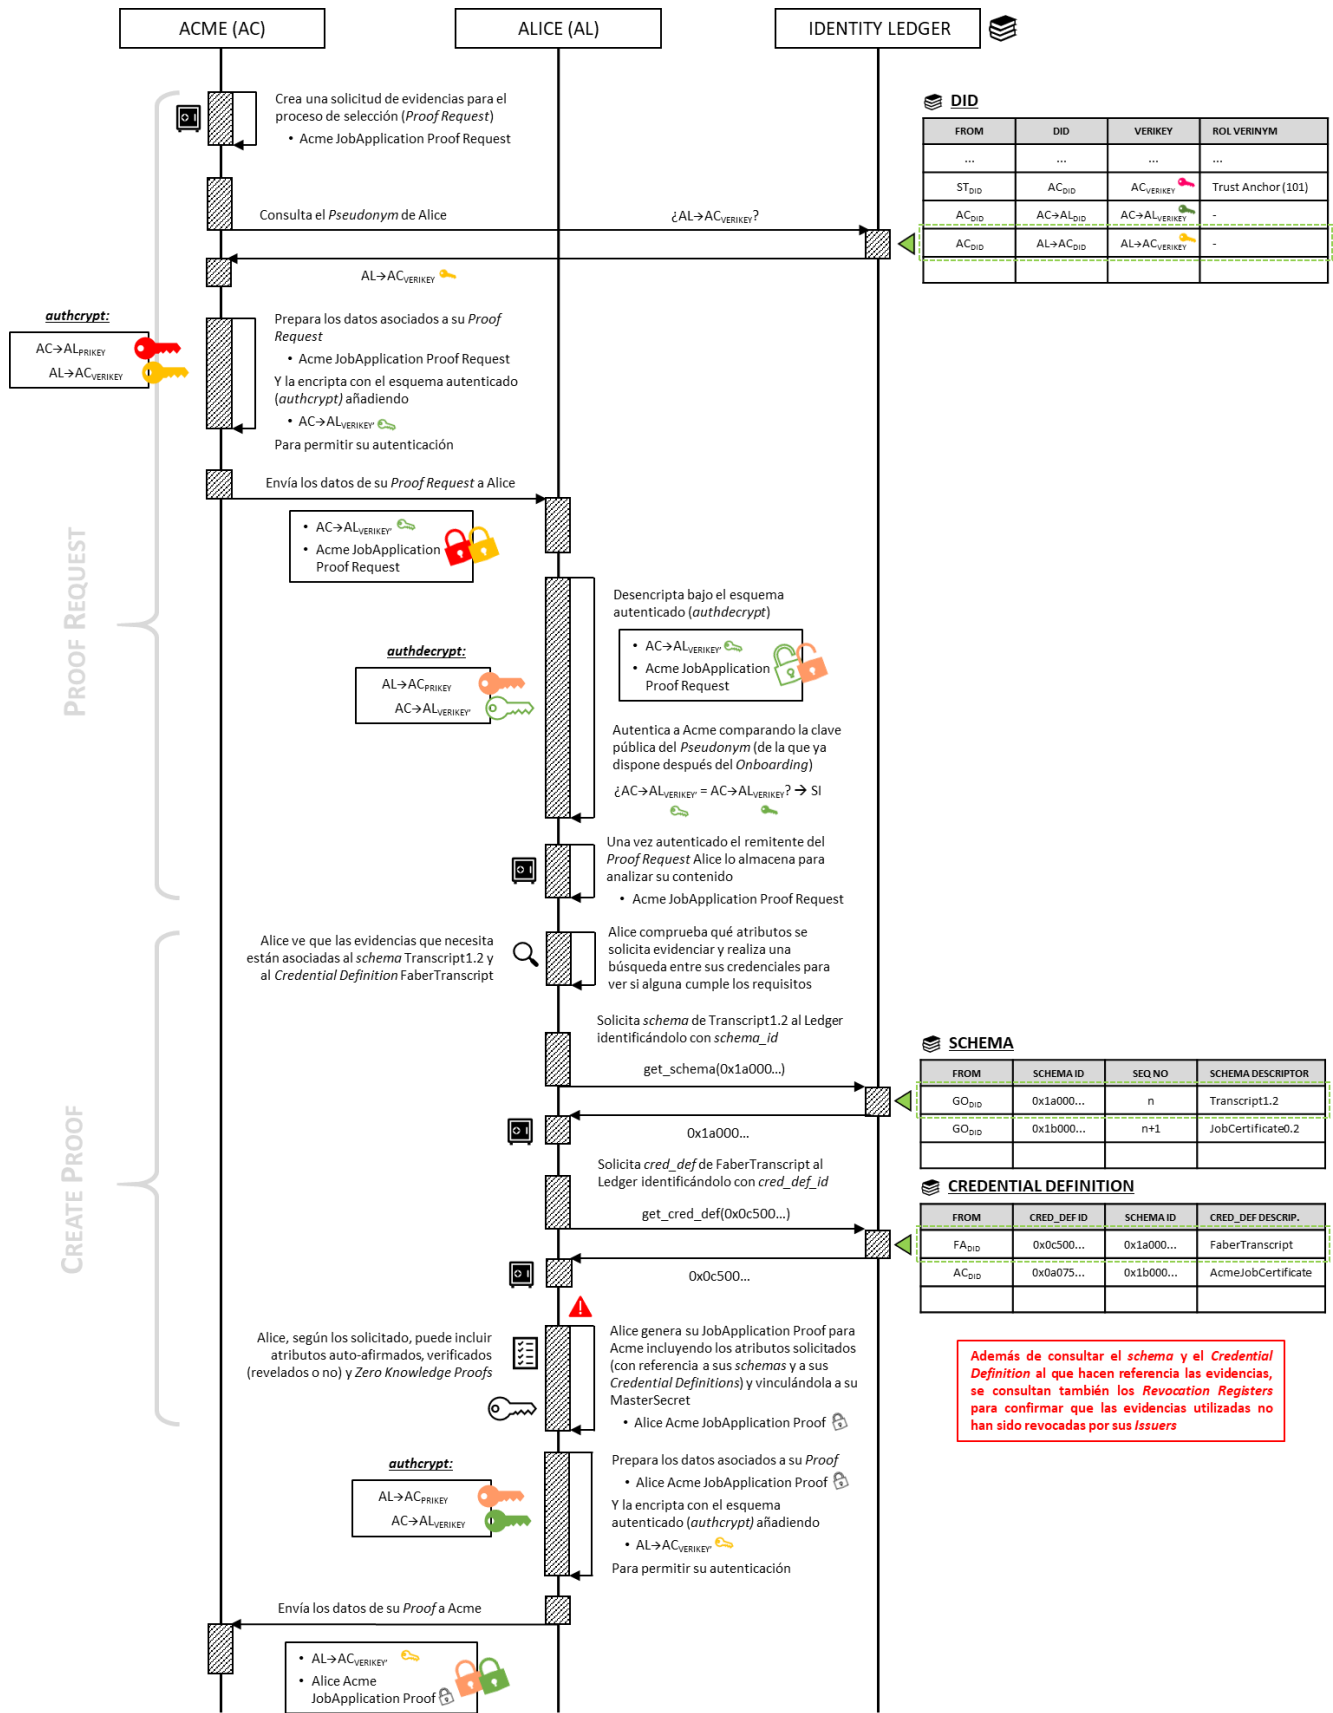 ACME (AC)
ALICE (AL)
IDENTITY LEDGER
Crea una solicitud de evidencias para el
proceso de selección (Proof Request)
• Acme JobApplication Proof Request
DID
FROM DID VERIKEY ROL VERINYM
... ... ... ...
STDID ACDID ACVERIKEY Trust Anchor (101)
ACDID AC→ALDID AC→ALVERIKEY -
ACDID AL→ACDID AL→ACVERIKEY -
Consulta el Pseudonym de Alice
¿AL→ACVERIKEY?
AL→ACVERIKEY
authcrypt:
AC→ALPRIKEY
AL→ACVERIKEY
Prepara los datos asociados a su Proof
Request
• Acme JobApplication Proof Request
Y la encripta con el esquema autenticado
(authcrypt) añadiendo
• AC→ALVERIKEY'
Para permitir su autenticación
PROOF REQUEST
Envía los datos de su Proof Request a Alice
• AC→ALVERIKEY'
• Acme JobApplication
Proof Request
Desencripta bajo el esquema
autenticado (authdecrypt)
• AC→ALVERIKEY'
• Acme JobApplication
Proof Request
authdecrypt:
AL→ACPRIKEY
AC→ALVERIKEY'
Autentica a Acme comparando la clave
pública del Pseudonym (de la que ya
dispone después del Onboarding)
¿AC→ALVERIKEY' = AC→ALVERIKEY? → SI
Una vez autenticado el remitente del
Proof Request Alice lo almacena para
analizar su contenido
• Acme JobApplication Proof Request
CREATE PROOF
Alice ve que las evidencias que necesita
están asociadas al schema Transcript1.2 y
al Credential Definition FaberTranscript
Alice comprueba qué atributos se
solicita evidenciar y realiza una
búsqueda entre sus credenciales para
ver si alguna cumple los requisitos
Solicita schema de Transcript1.2 al Ledger
identificándolo con schema_id
get_schema(0x1a000...)
0x1a000...
SCHEMA
FROM SCHEMA ID SEQ NO SCHEMA DESCRIPTOR
GODID 0x1a000... n Transcript1.2
GODID 0x1b000... n+1 JobCertificate0.2
Solicita cred_def de FaberTranscript al
Ledger identificándolo con cred_def_id
get_cred_def(0x0c500...)
0x0c500...
CREDENTIAL DEFINITION
FROM CRED_DEF ID SCHEMA ID CRED_DEF DESCRIP.
FADID 0x0c500... 0x1a000... FaberTranscript
ACDID 0x0a075... 0x1b000... AcmeJobCertificate
Alice, según los solicitado, puede incluir
atributos auto-afirmados, verificados
(revelados o no) y Zero Knowledge Proofs
Alice genera su JobApplication Proof para
Acme incluyendo los atributos solicitados
(con referencia a sus schemas y a sus
Credential Definitions) y vinculándola a su
MasterSecret
• Alice Acme JobApplication Proof
Además de consultar el schema y el Credential
Definition al que hacen referencia las evidencias,
se consultan también los Revocation Registers
para confirmar que las evidencias utilizadas no
han sido revocadas por sus Issuers
authcrypt:
AL→ACPRIKEY
AC→ALVERIKEY
Prepara los datos asociados a su Proof
• Alice Acme JobApplication Proof
Y la encripta con el esquema
autenticado (authcrypt) añadiendo
• AL→ACVERIKEY'
Para permitir su autenticación
Envía los datos de su Proof a Acme
• AL→ACVERIKEY'
• Alice Acme
JobApplication Proof